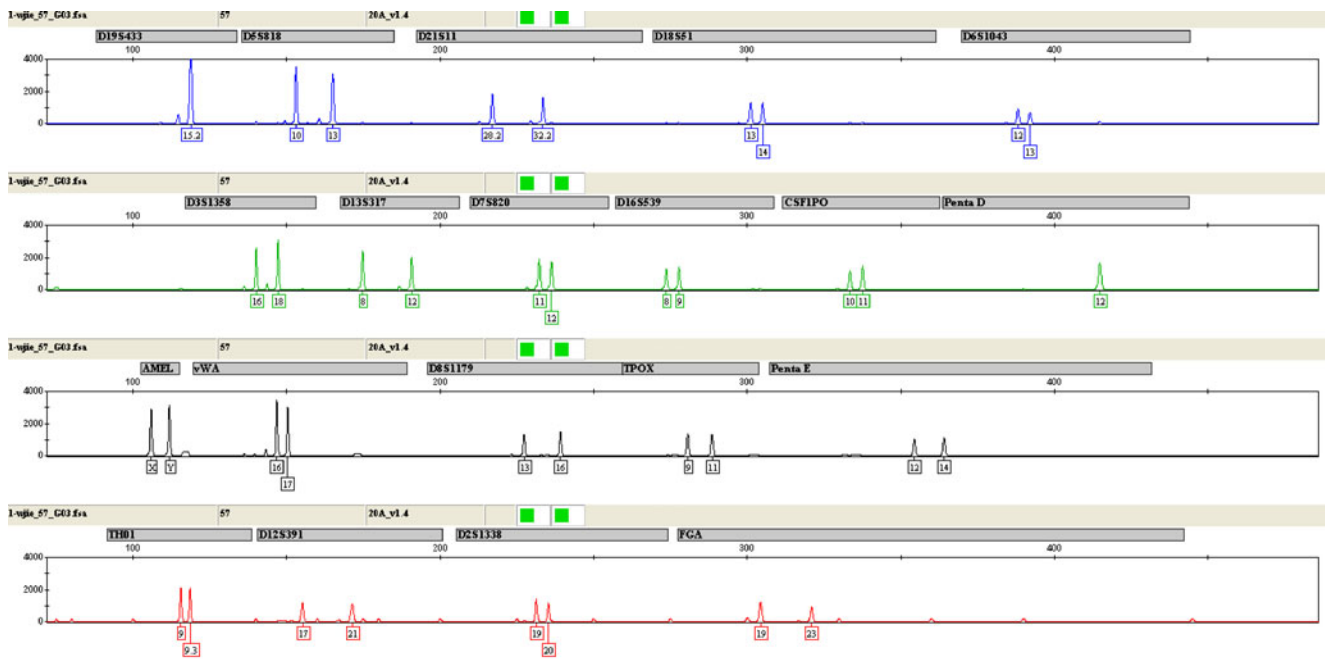 1-wjie_57_G03.fsa 57 20A_v1.4
D19S433 D5S818 D21S11 D18S51 D6S1043
100 200 300 400
4000
2000
0
15.2 10 13 28.2 32.2 13 12
14 13
1-wjie_57_G03.fsa 57 20A_v1.4
D3S1358 D13S317 D7S820 D16S539 CSF1PO Penta D
100 200 300 400
4000
2000
0
16 18 8 12 11 8 9 10 11 12
12
1-wjie_57_G03.fsa 57 20A_v1.4
AMEL vWA D8S1179 TPOX Penta E
100 200 300 400
4000
2000
0
X Y 16 13 16 9 11 12 14
17
1-wjie_57_G03.fsa 57 20A_v1.4
TH01 D12S391 D2S1338 FGA
100 200 300 400
4000
2000
0
9 17 21 19 19 23
9.3 20